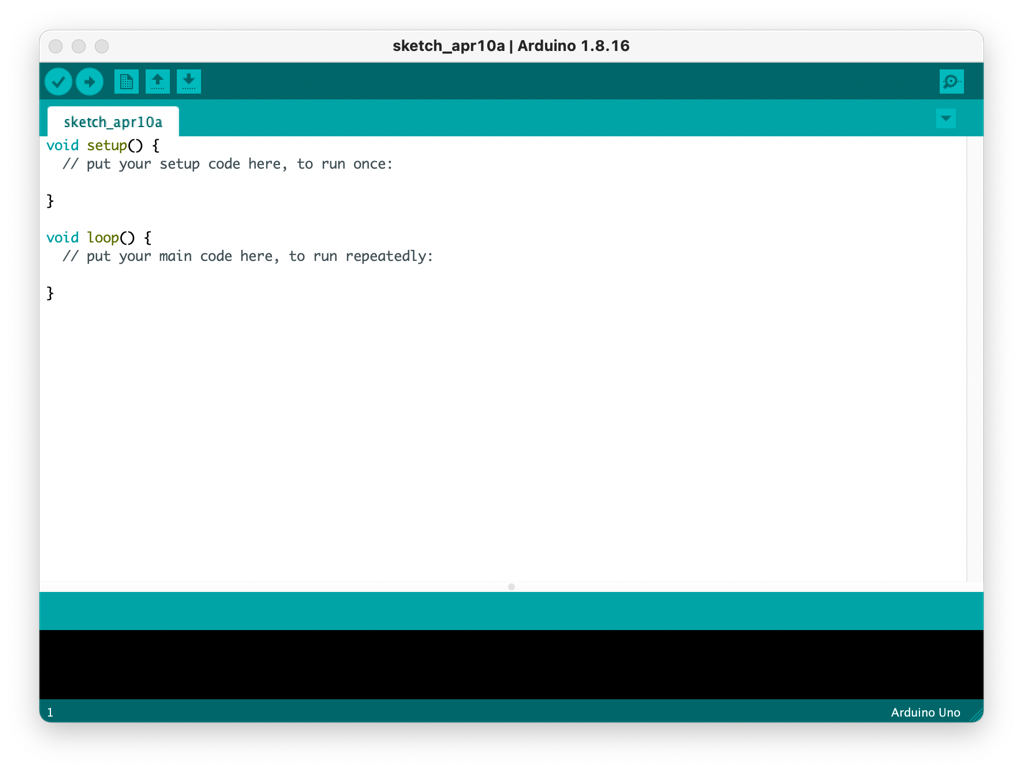 sketch_apr10a | Arduino 1.8.16
sketch_apr10a
void setup() {
  // put your setup code here, to run once:
}
void loop() {
  // put your main code here, to run repeatedly:
}
1
Arduino Uno